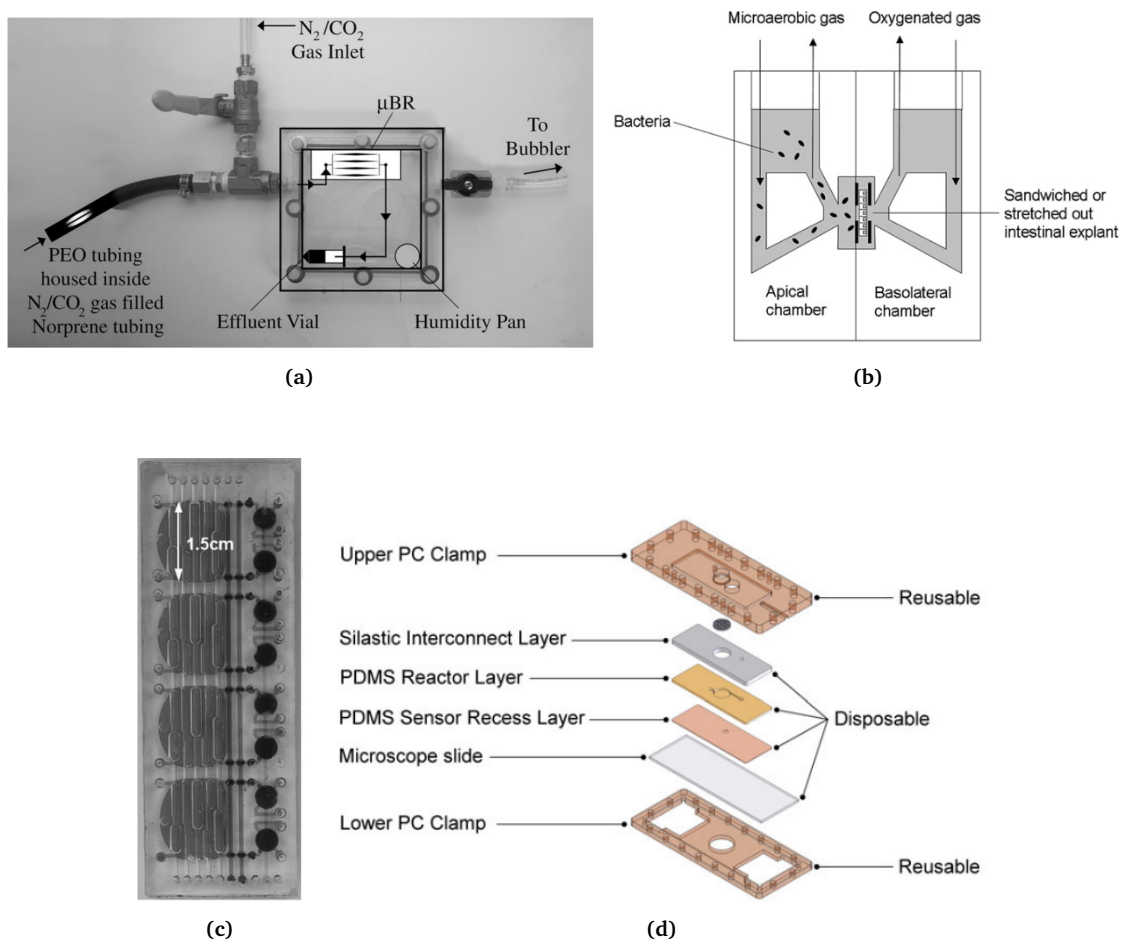 N2/CO2
Gas Inlet
μBR
To
Bubbler
PEO tubing
housed inside
N2/CO2 gas filled
Norprene tubing
Effluent Vial
Humidity Pan
(a)
Microaerobic gas
Oxygenated gas
Bacteria
Sandwiched or
stretched out
intestinal explant
Apical
chamber
Basolateral
chamber
(b)
1.5cm
(c)
Upper PC Clamp
Reusable
Silastic Interconnect Layer
PDMS Reactor Layer
PDMS Sensor Recess Layer
Disposable
Microscope slide
Lower PC Clamp
Reusable
(d)